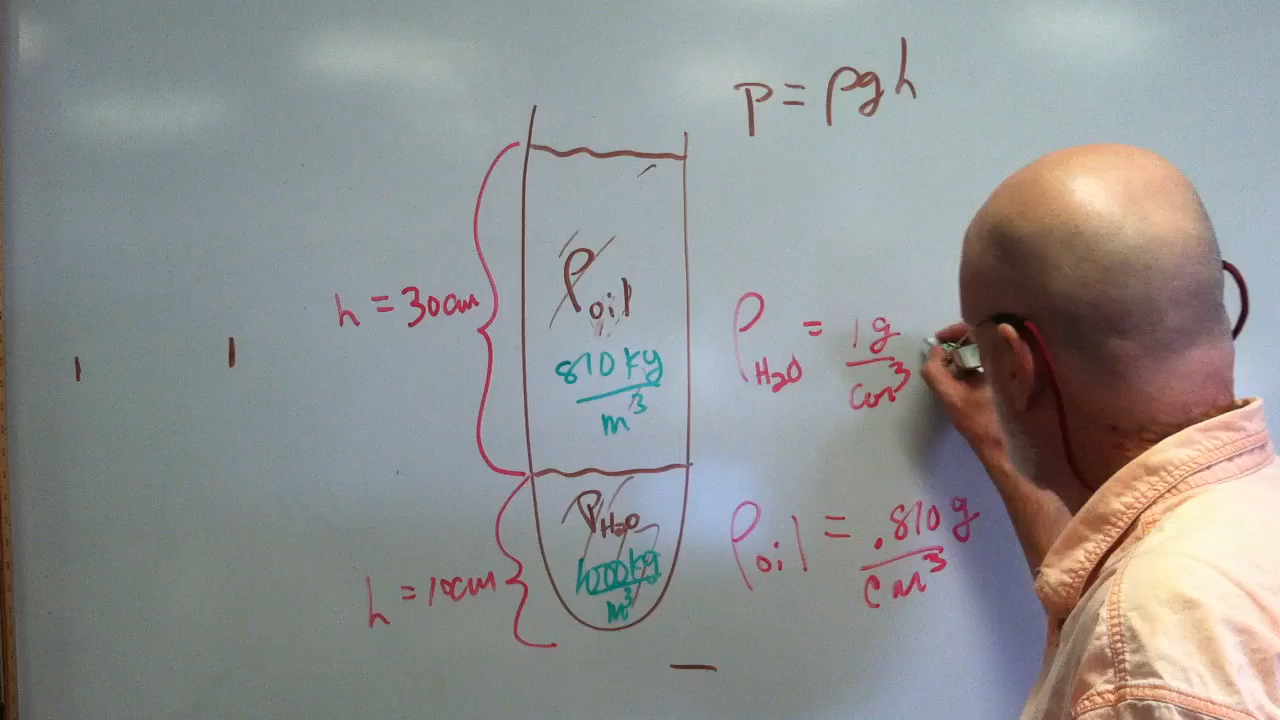 P = ρgh
h = 30cm
ρoil
810 kg
m³
ρH₂O = 1g
cm³
ρH₂O
1000 kg
m³
h = 10cm
ρoil = .810 g
cm³